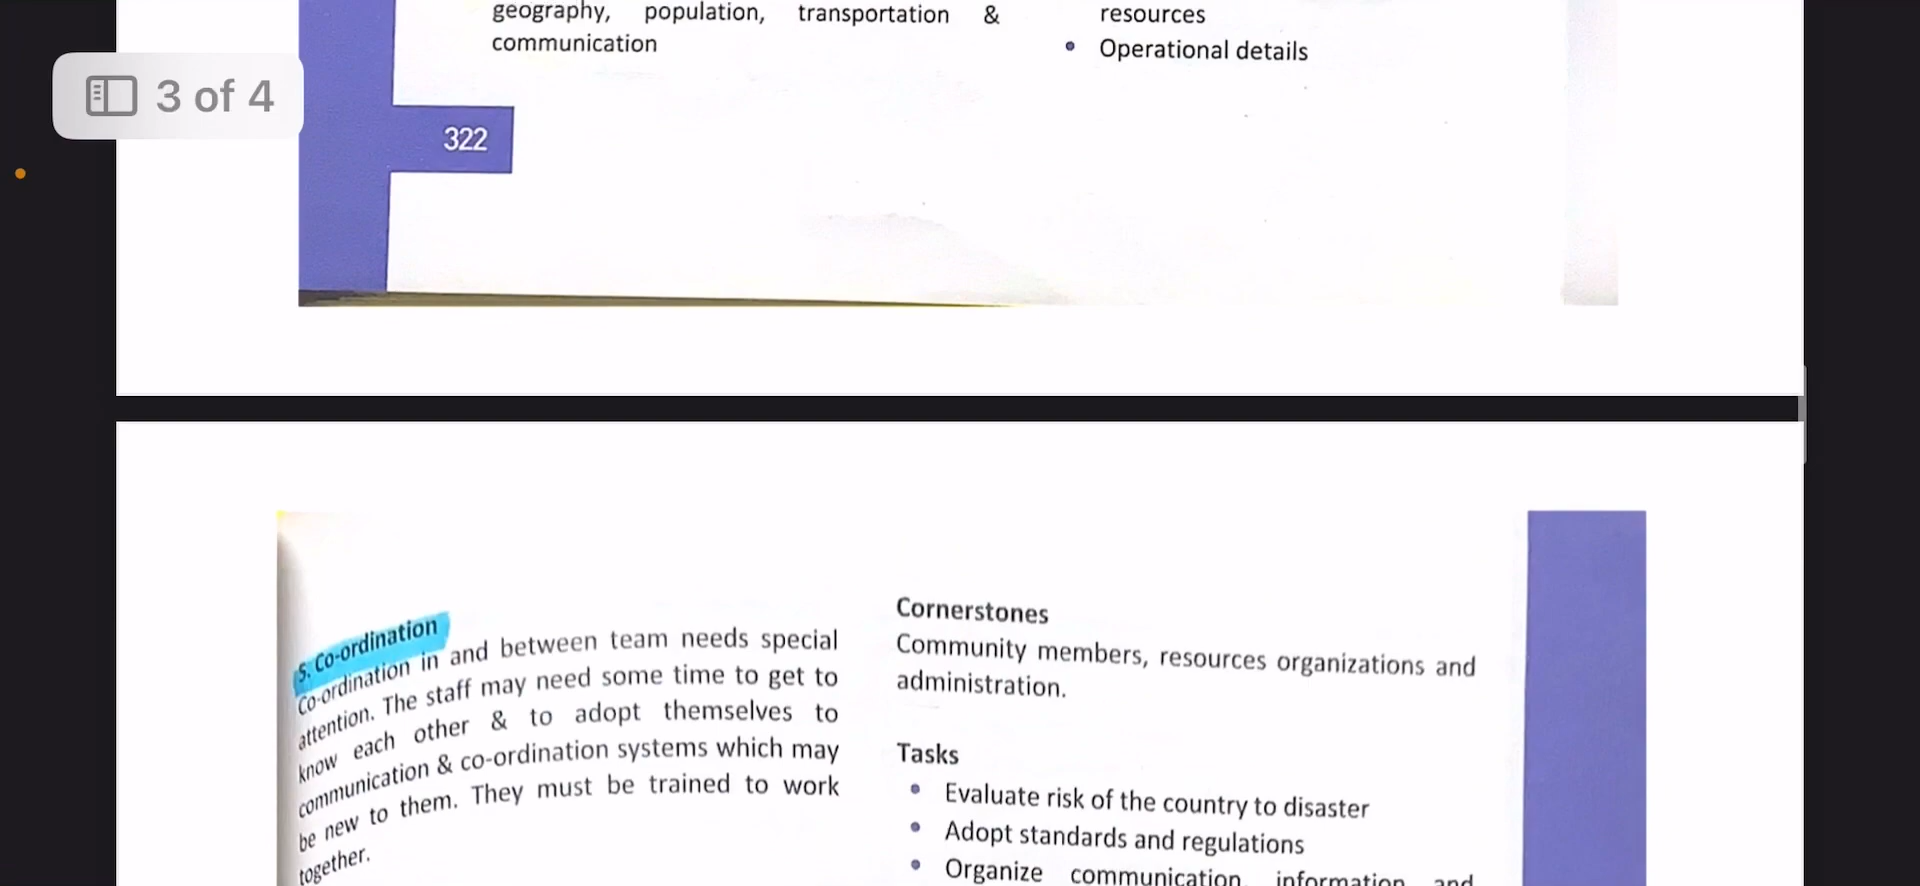 geography, population, transportation &
communication
resources
• Operational details
3 of 4
322
5. Co-ordination
Co-ordination in and between team needs special
attention. The staff may need some time to get to
know each other & to adopt themselves to
communication & co-ordination systems which may
be new to them. They must be trained to work
together.
Cornerstones
Community members, resources organizations and
administration.
Tasks
• Evaluate risk of the country to disaster
• Adopt standards and regulations
• Organize communication, information and